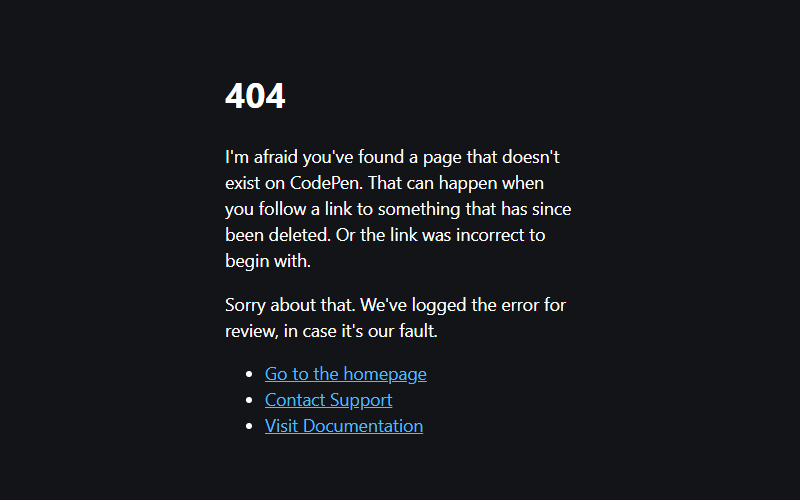 404
I'm afraid you've found a page that doesn't
exist on CodePen. That can happen when
you follow a link to something that has since
been deleted. Or the link was incorrect to
begin with.
Sorry about that. We've logged the error for
review, in case it's our fault.
Go to the homepage
Contact Support
Visit Documentation